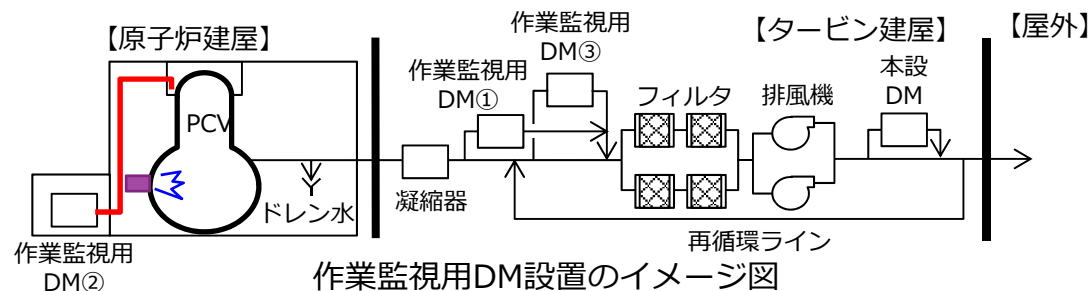 【原子炉建屋】
作業監視用
DM③
【タービン建屋】
【屋外】
作業監視用
DM①
フィルタ
排風機
本設
DM
PCV
ドレン水
凝縮器
再循環ライン
作業監視用
DM②
作業監視用DM設置のイメージ図